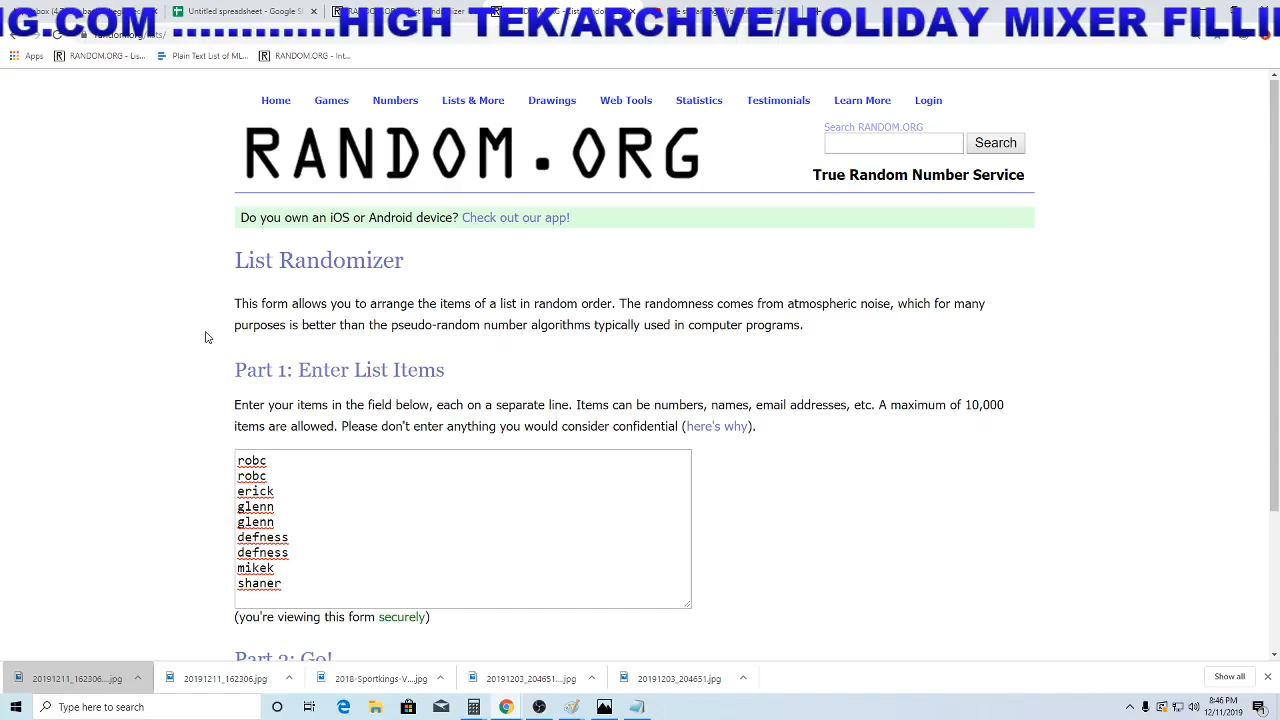 G.COM ............HIGH TEK/ARCHIVE/HOLIDAY MIXER FILLI
Untitled spreadsheet - Google S
random.org/lists/
Apps
RANDOM.ORG - Lis...
Plain Text List of ML...
RANDOM.ORG - Int...
Home
Games
Numbers
Lists & More
Drawings
Web Tools
Statistics
Testimonials
Learn More
Login
RANDOM.ORG
Search RANDOM.ORG
Search
True Random Number Service
Do you own an iOS or Android device? Check out our app!
List Randomizer
This form allows you to arrange the items of a list in random order. The randomness comes from atmospheric noise, which for many
purposes is better than the pseudo-random number algorithms typically used in computer programs.
Part 1: Enter List Items
Enter your items in the field below, each on a separate line. Items can be numbers, names, email addresses, etc. A maximum of 10,000
items are allowed. Please don't enter anything you would consider confidential (here's why).
robc
robc
erick
glenn
glenn
defness
defness
mikek
shaner
(you're viewing this form securely)
Part 2: Go!
20191211_162306....jpg
20191211_162306.jpg
2018-Sportkings-V....jpg
20191203_204651....jpg
20191203_204651.jpg
Show all
Type here to search
8:46 PM
12/11/2019